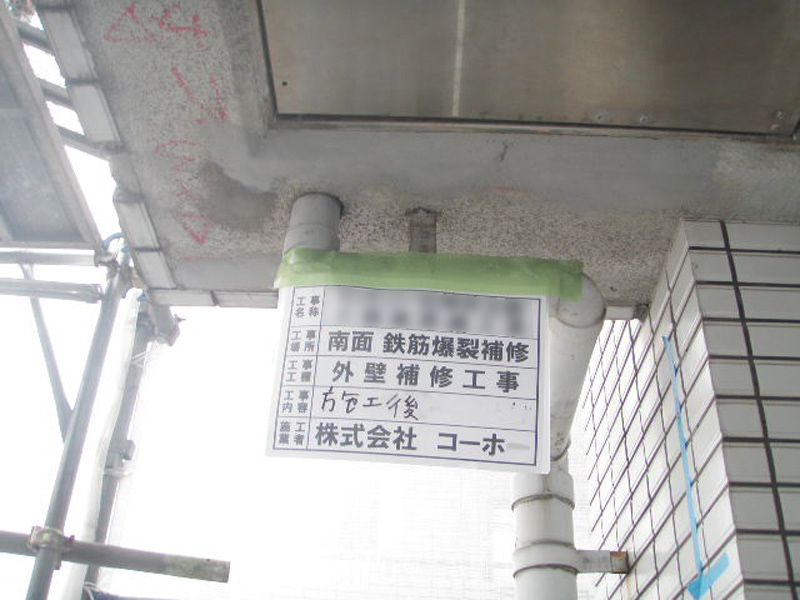 工事名称
工事場所 南面 鉄筋爆裂補修
工事工種 外壁補修工事
工事内容 施工後
施工業者 株式会社 コーホ